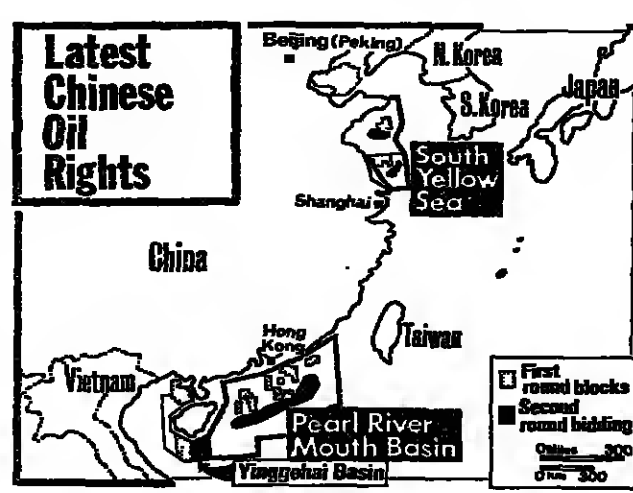 Latest
Chinese
Oil
Rights
Beijing (Peking)
N. Korea
S. Korea
Japan
South
Yellow
Sea
Shanghai
China
Hong
Kong
Taiwan
Vietnam
Pearl River
Mouth Basin
Yinggehai Basin
First
round blocks
Second
round bidding
300
300